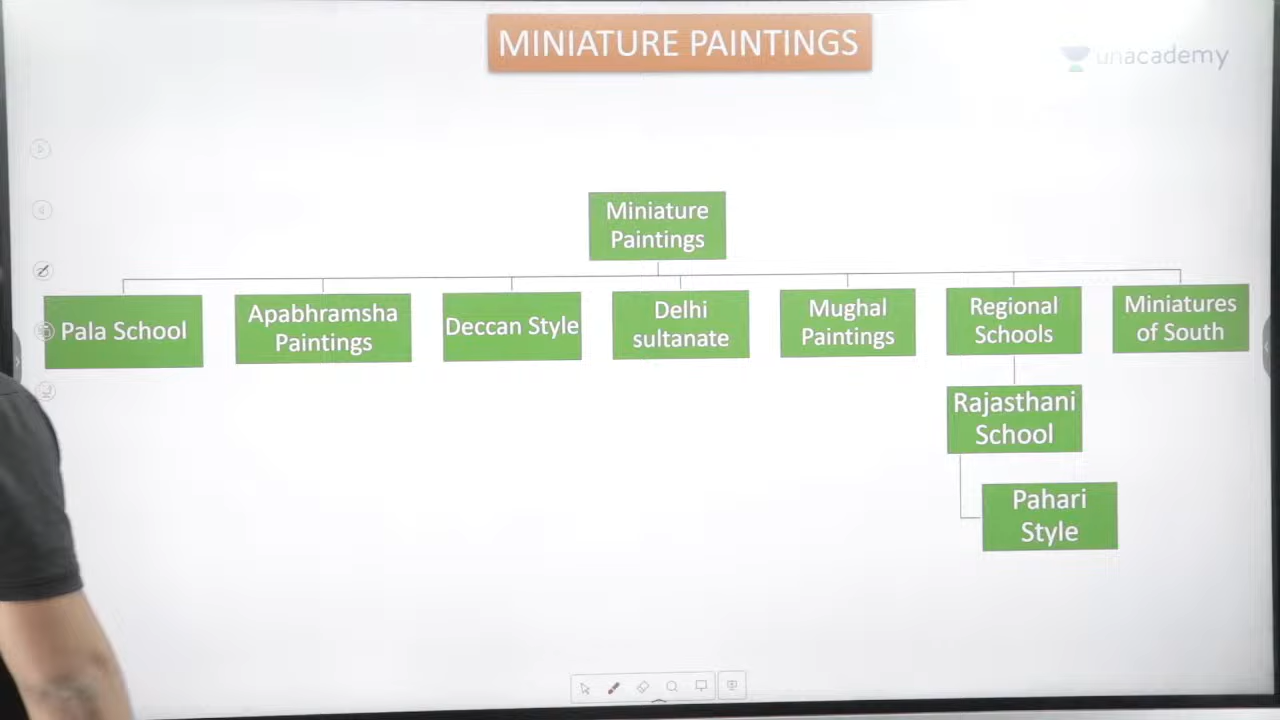 MINIATURE PAINTINGS
unacademy
Miniature
Paintings
Pala School
Apabhramsha
Paintings
Deccan Style
Delhi
sultanate
Mughal
Paintings
Regional
Schools
Miniatures
of South
Rajasthani
School
Pahari
Style